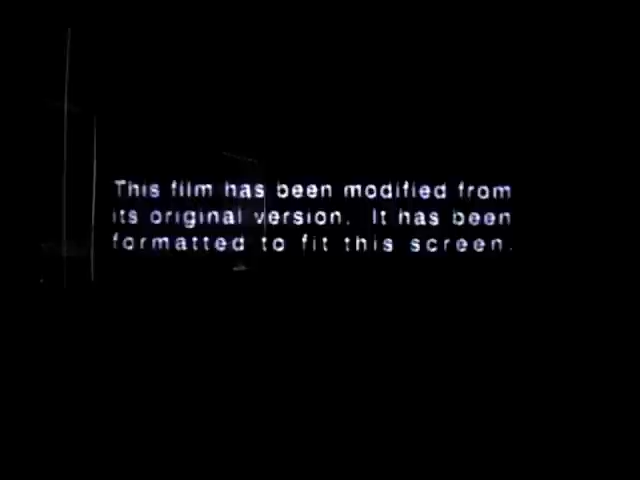 This film has been modified from
its original version. It has been
formatted to fit this screen.